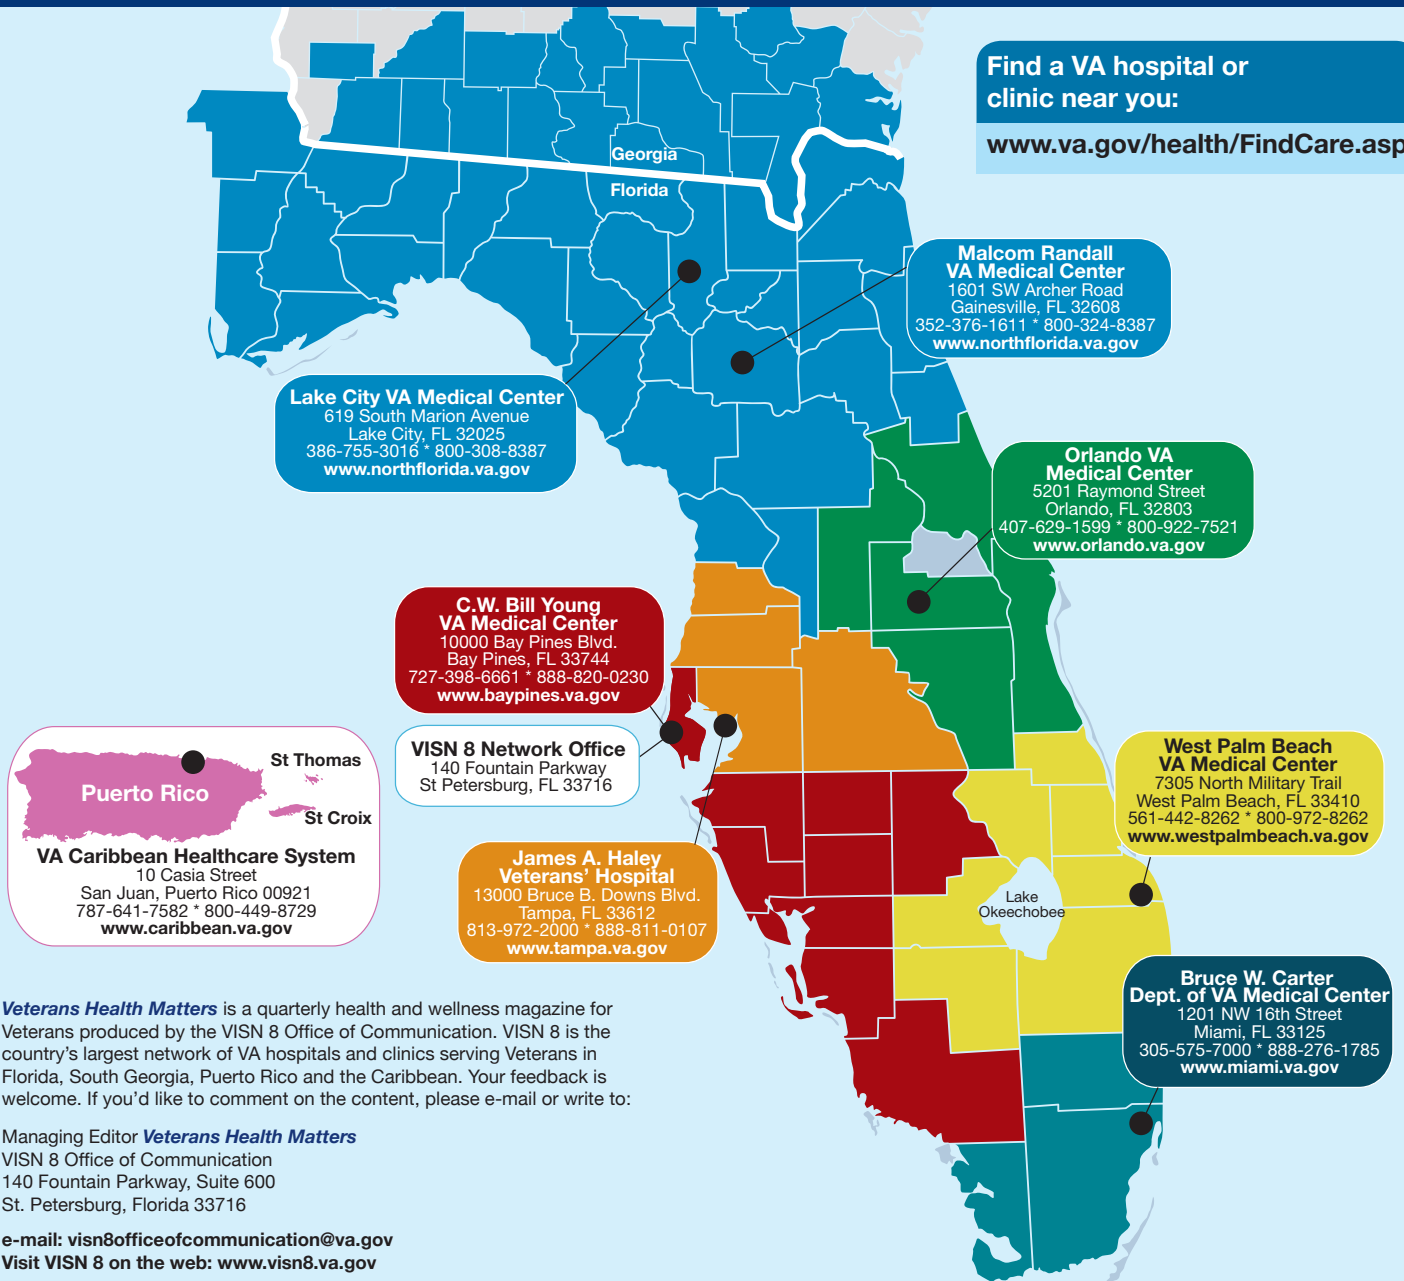 Find a VA hospital or
clinic near you:
www.va.gov/health/FindCare.asp
Georgia
Florida
Malcom Randall
VA Medical Center
1601 SW Archer Road
Gainesville, FL 32608
352-376-1611 * 800-324-8387
www.northflorida.va.gov
Lake City VA Medical Center
619 South Marion Avenue
Lake City, FL 32025
386-755-3016 * 800-308-8387
www.northflorida.va.gov
Orlando VA
Medical Center
5201 Raymond Street
Orlando, FL 32803
407-629-1599 * 800-922-7521
www.orlando.va.gov
C.W. Bill Young
VA Medical Center
10000 Bay Pines Blvd.
Bay Pines, FL 33744
727-398-6661 * 888-820-0230
www.baypines.va.gov
VISN 8 Network Office
140 Fountain Parkway
St Petersburg, FL 33716
St Thomas
Puerto Rico
St Croix
VA Caribbean Healthcare System
10 Casia Street
San Juan, Puerto Rico 00921
787-641-7582 * 800-449-8729
www.caribbean.va.gov
West Palm Beach
VA Medical Center
7305 North Military Trail
West Palm Beach, FL 33410
561-442-8262 * 800-972-8262
www.westpalmbeach.va.gov
James A. Haley
Veterans' Hospital
13000 Bruce B. Downs Blvd.
Tampa, FL 33612
813-972-2000 * 888-811-0107
www.tampa.va.gov
Lake
Okeechobee
Bruce W. Carter
Dept. of VA Medical Center
1201 NW 16th Street
Miami, FL 33125
305-575-7000 * 888-276-1785
www.miami.va.gov
Veterans Health Matters is a quarterly health and wellness magazine for
Veterans produced by the VISN 8 Office of Communication. VISN 8 is the
country's largest network of VA hospitals and clinics serving Veterans in
Florida, South Georgia, Puerto Rico and the Caribbean. Your feedback is
welcome. If you'd like to comment on the content, please e-mail or write to:
Managing Editor Veterans Health Matters
VISN 8 Office of Communication
140 Fountain Parkway, Suite 600
St. Petersburg, Florida 33716
e-mail: visn8officeofcommunication@va.gov
Visit VISN 8 on the web: www.visn8.va.gov